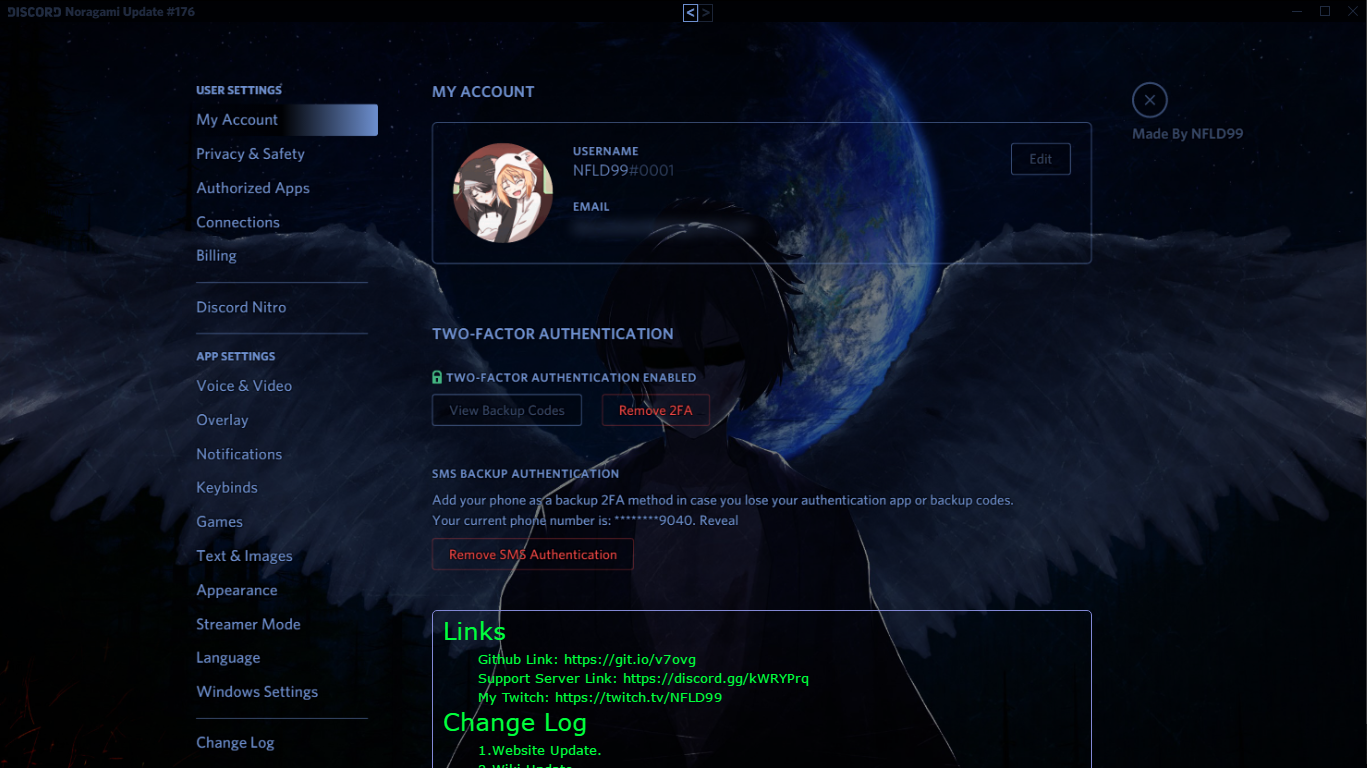 DISCORD Noragami Update #176
< >
USER SETTINGS
My Account
Privacy & Safety
Authorized Apps
Connections
Billing
Discord Nitro
APP SETTINGS
Voice & Video
Overlay
Notifications
Keybinds
Games
Text & Images
Appearance
Streamer Mode
Language
Windows Settings
Change Log
MY ACCOUNT
USERNAME
NFLD99#0001
Edit
EMAIL
TWO-FACTOR AUTHENTICATION
TWO-FACTOR AUTHENTICATION ENABLED
View Backup Codes
Remove 2FA
SMS BACKUP AUTHENTICATION
Add your phone as a backup 2FA method in case you lose your authentication app or backup codes.
Your current phone number is: ********9040. Reveal
Remove SMS Authentication
Links
Github Link: https://git.io/v7ovg
Support Server Link: https://discord.gg/kWRYPrq
My Twitch: https://twitch.tv/NFLD99
Change Log
1.Website Update.
2.Wiki Update
Made By NFLD99